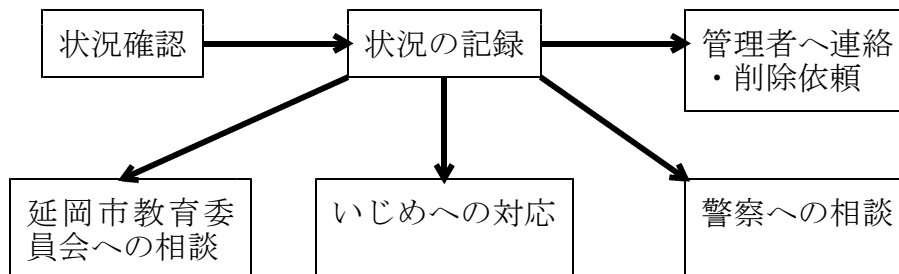 状況確認
状況の記録
管理者へ連絡
・削除依頼
延岡市教育委
員会への相談
いじめへの対応
警察への相談